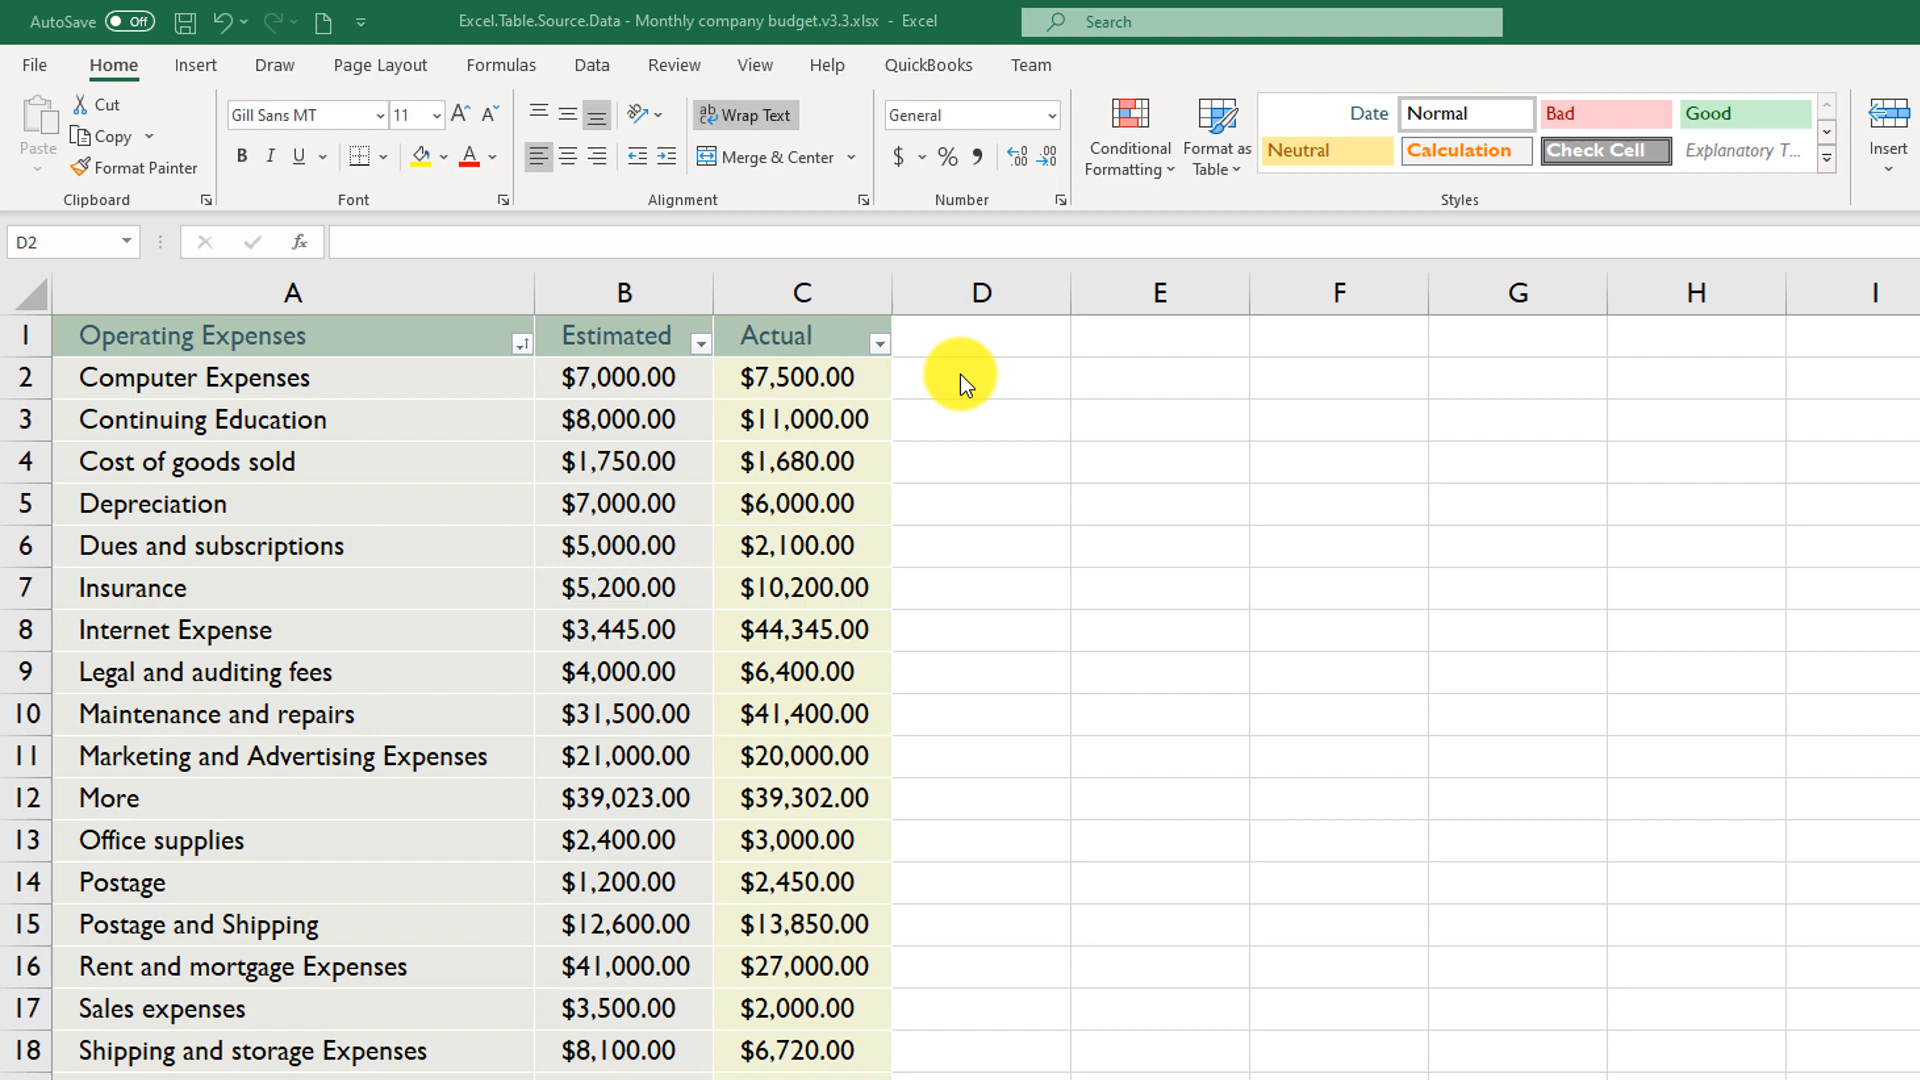 AutoSave Off Excel.Table.Source.Data - Monthly company budget.v3.3.xlsx - Excel Search
File Home Insert Draw Page Layout Formulas Data Review View Help QuickBooks Team
Paste Cut Copy Format Painter
Clipboard
Gill Sans MT 11 A^ A˅
B I U A
Font
ab Wrap Text
Merge & Center
Alignment
General
$ % , .00 .0
Number
Conditional Formatting Format as Table
Date Normal Bad Good
Neutral Calculation Check Cell Explanatory T...
Styles
Insert
D2 fx
A B C D E F G H I
1 Operating Expenses Estimated Actual
2 Computer Expenses $7,000.00 $7,500.00
3 Continuing Education $8,000.00 $11,000.00
4 Cost of goods sold $1,750.00 $1,680.00
5 Depreciation $7,000.00 $6,000.00
6 Dues and subscriptions $5,000.00 $2,100.00
7 Insurance $5,200.00 $10,200.00
8 Internet Expense $3,445.00 $44,345.00
9 Legal and auditing fees $4,000.00 $6,400.00
10 Maintenance and repairs $31,500.00 $41,400.00
11 Marketing and Advertising Expenses $21,000.00 $20,000.00
12 More $39,023.00 $39,302.00
13 Office supplies $2,400.00 $3,000.00
14 Postage $1,200.00 $2,450.00
15 Postage and Shipping $12,600.00 $13,850.00
16 Rent and mortgage Expenses $41,000.00 $27,000.00
17 Sales expenses $3,500.00 $2,000.00
18 Shipping and storage Expenses $8,100.00 $6,720.00